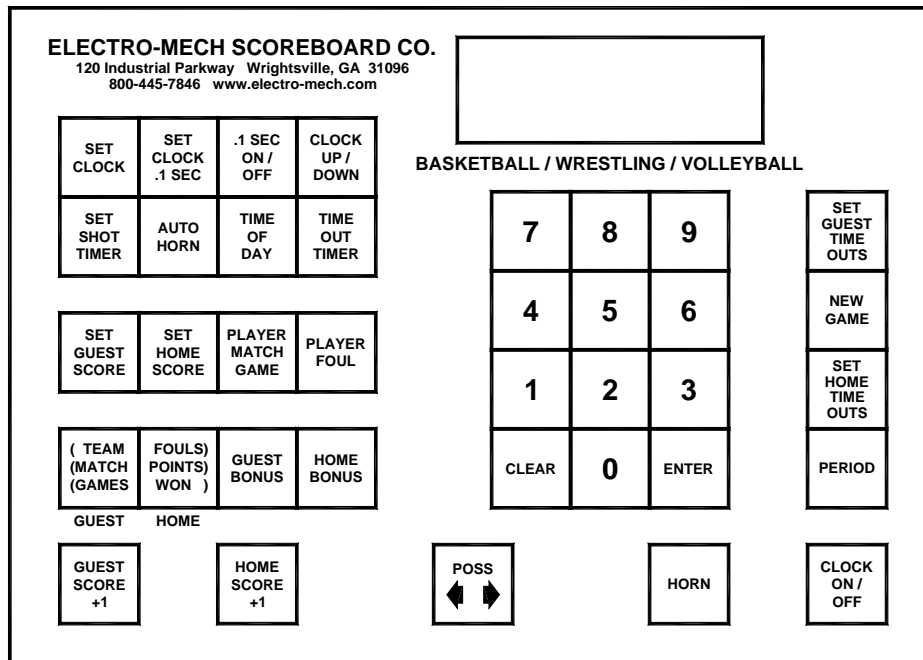 ELECTRO-MECH SCOREBOARD CO.
120 Industrial Parkway Wrightsville, GA 31096
800-445-7846 www.electro-mech.com
SET
CLOCK
SET
CLOCK
.1 SEC
.1 SEC
ON /
OFF
CLOCK
UP /
DOWN
SET
SHOT
TIMER
AUTO
HORN
TIME
OF
DAY
TIME
OUT
TIMER
SET
GUEST
SCORE
SET
HOME
SCORE
PLAYER
MATCH
GAME
PLAYER
FOUL
( TEAM
(MATCH
(GAMES
FOULS)
POINTS)
WON )
GUEST
BONUS
HOME
BONUS
GUEST
HOME
GUEST
SCORE
+1
HOME
SCORE
+1
BASKETBALL / WRESTLING / VOLLEYBALL
7
8
9
4
5
6
1
2
3
CLEAR
0
ENTER
SET
GUEST
TIME
OUTS
NEW
GAME
SET
HOME
TIME
OUTS
PERIOD
POSS
HORN
CLOCK
ON /
OFF